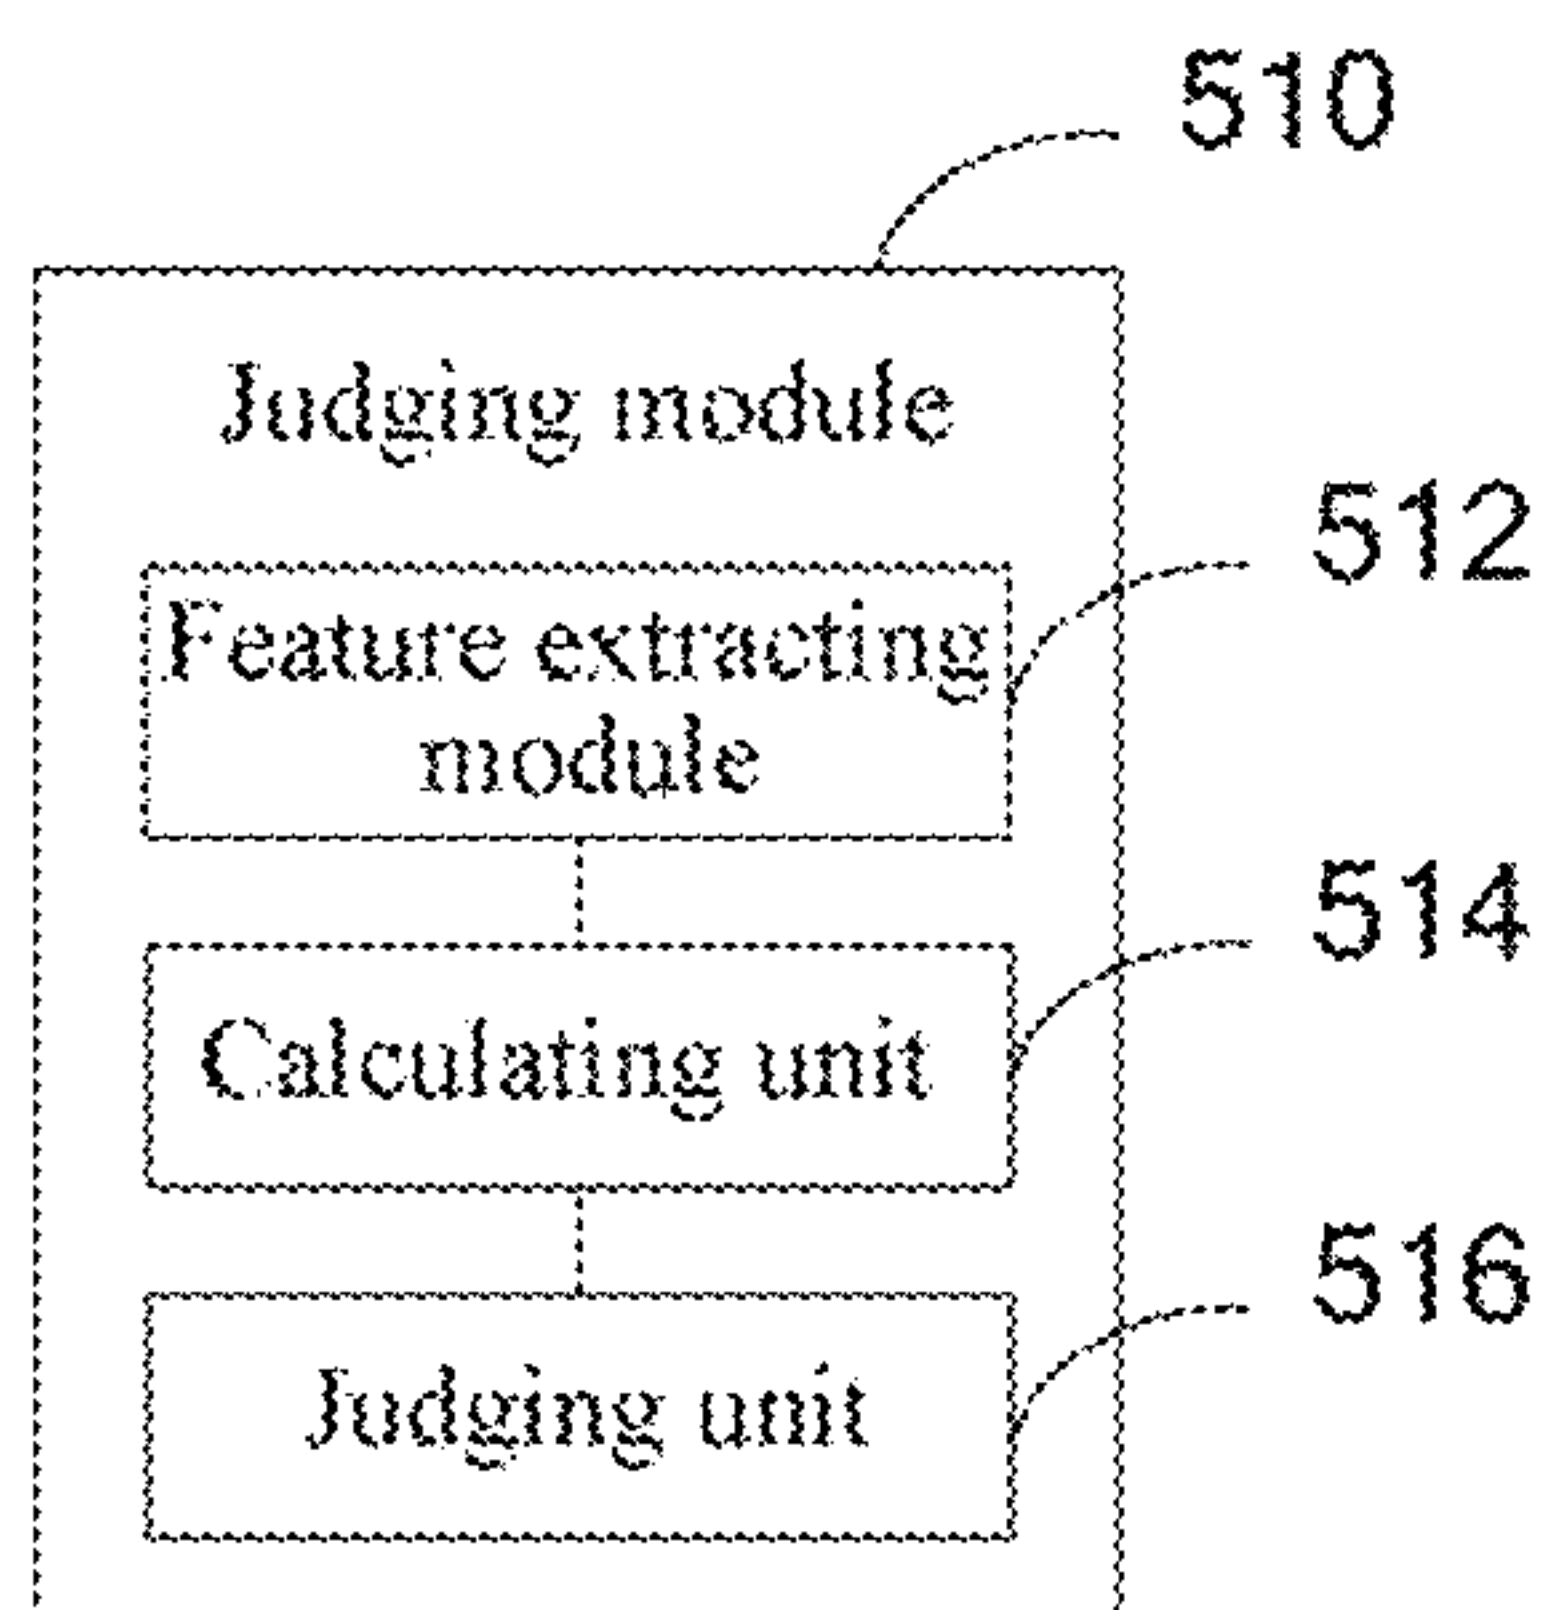 510
Judging module
512
Feature extracting
module
514
Calculating unit
516
Judging unit